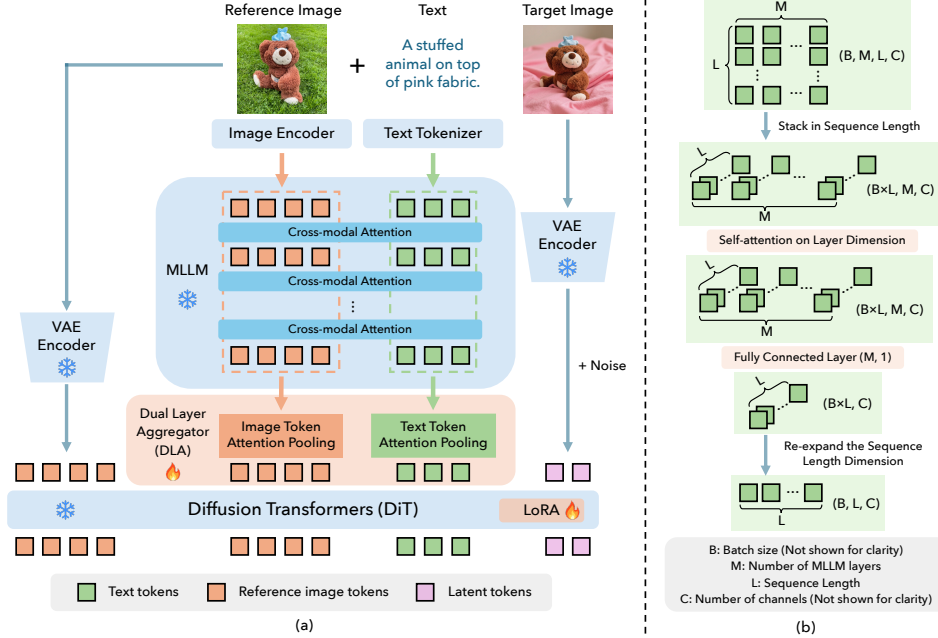 Reference Image
Text
Target Image
+
A stuffed
animal on top
of pink fabric.
Image Encoder
Text Tokenizer
Cross-modal Attention
MLLM
Cross-modal Attention
Cross-modal Attention
VAE
Encoder
VAE
Encoder
+ Noise
Dual Layer
Aggregator
(DLA)
Image Token
Attention Pooling
Text Token
Attention Pooling
Diffusion Transformers (DiT)
LoRA
Text tokens
Reference image tokens
Latent tokens
(a)
M
L
(B, M, L, C)
Stack in Sequence Length
L
(B×L, M, C)
M
Self-attention on Layer Dimension
L
(B×L, M, C)
M
Fully Connected Layer (M, 1)
L
(B×L, C)
Re-expand the Sequence
Length Dimension
(B, L, C)
L
B: Batch size (Not shown for clarity)
M: Number of MLLM layers
L: Sequence Length
C: Number of channels (Not shown for clarity)
(b)